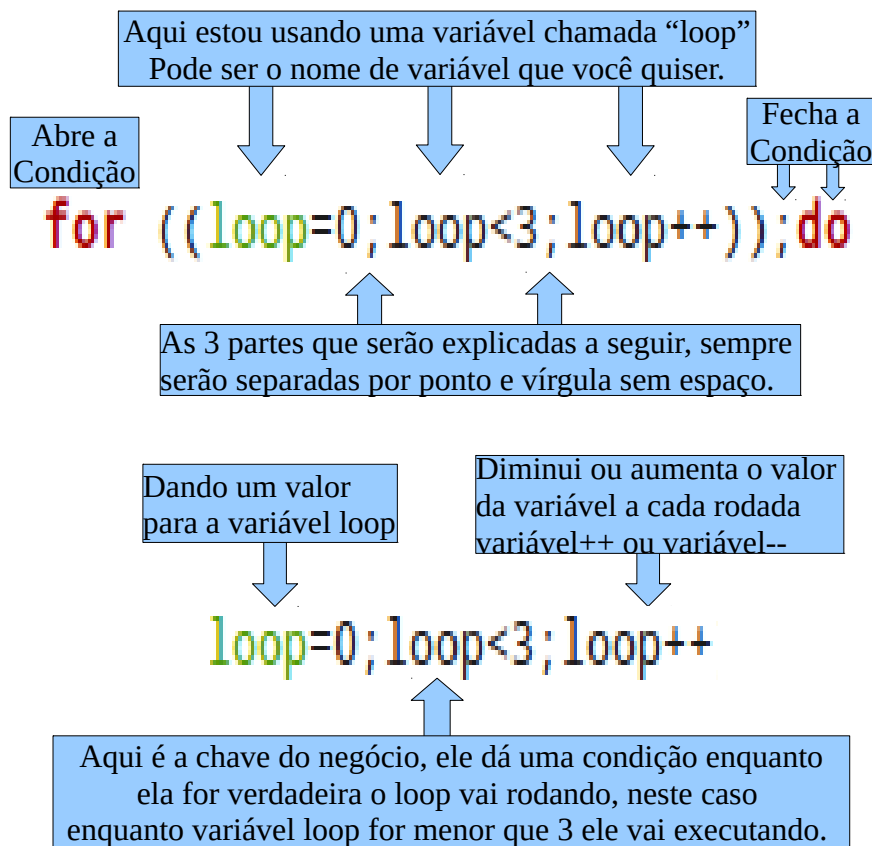 Aqui estou usando uma variável chamada “loop”
Pode ser o nome de variável que você quiser.
Abre a
Condição
Fecha a
Condição
for ((loop=0;loop<3;loop++));do
As 3 partes que serão explicadas a seguir, sempre
serão separadas por ponto e vírgula sem espaço.
Dando um valor
para a variável loop
Diminui ou aumenta o valor
da variável a cada rodada
variável++ ou variável--
loop=0;loop<3;loop++
Aqui é a chave do negócio, ele dá uma condição enquanto
ela for verdadeira o loop vai rodando, neste caso
enquanto variável loop for menor que 3 ele vai executando.